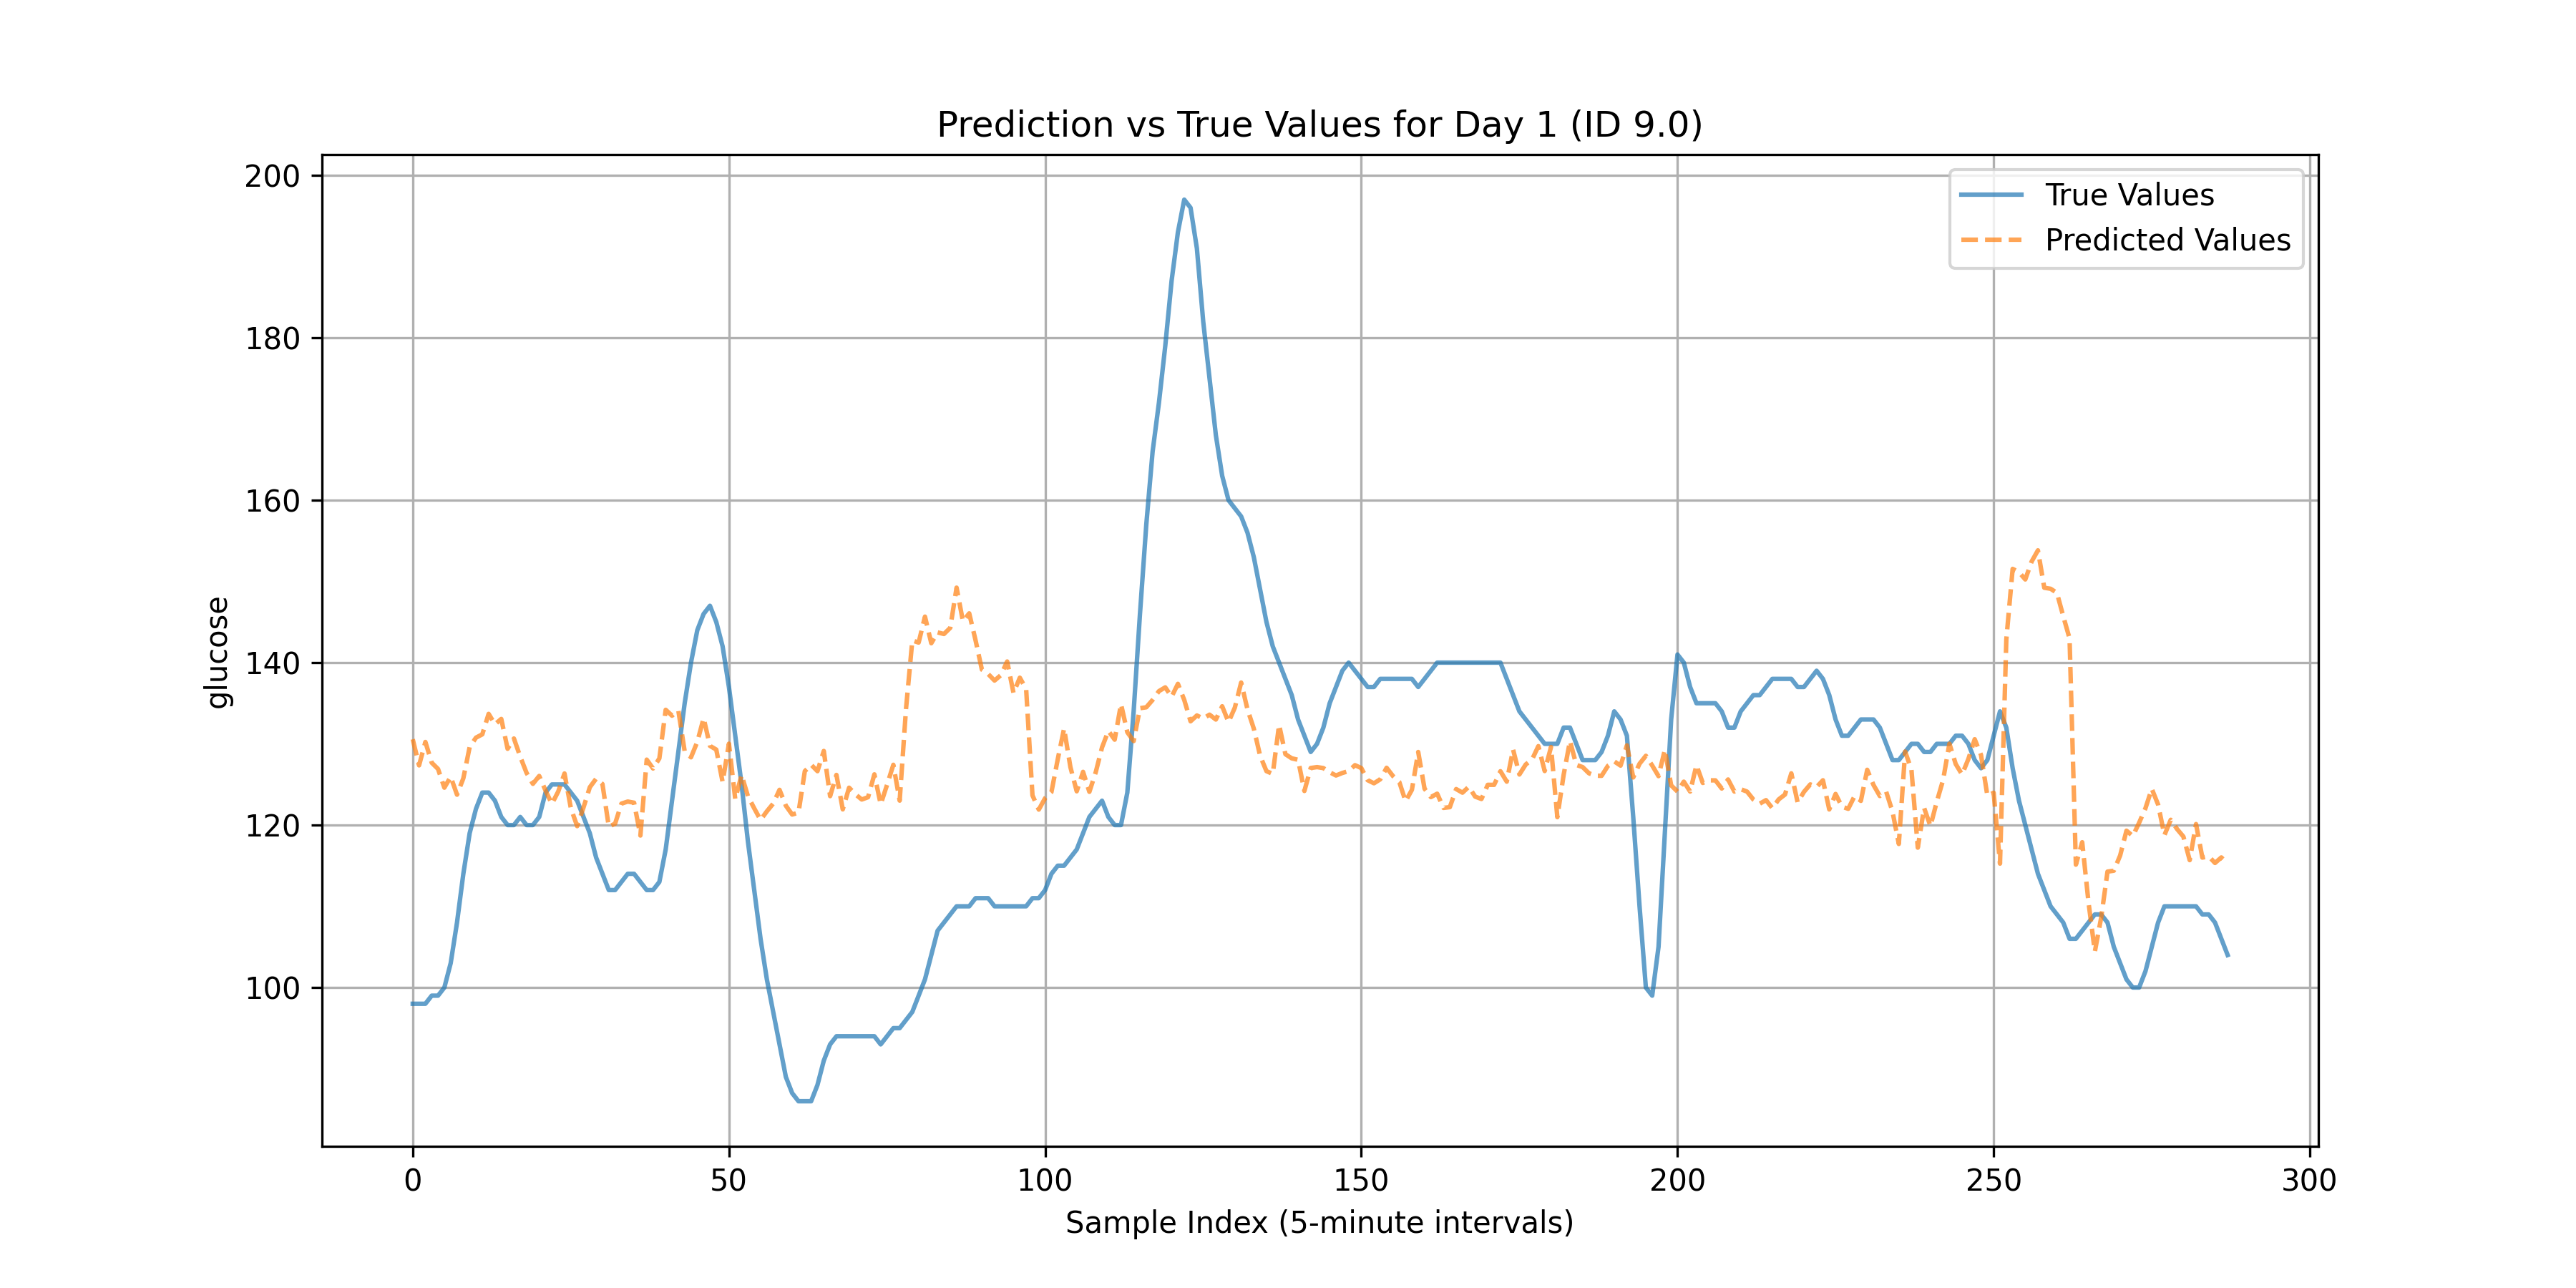 Prediction vs True Values for Day 1 (ID 9.0)
200
180
160
140
120
100
glucose
True Values
Predicted Values
0
50
100
150
200
250
300
Sample Index (5-minute intervals)